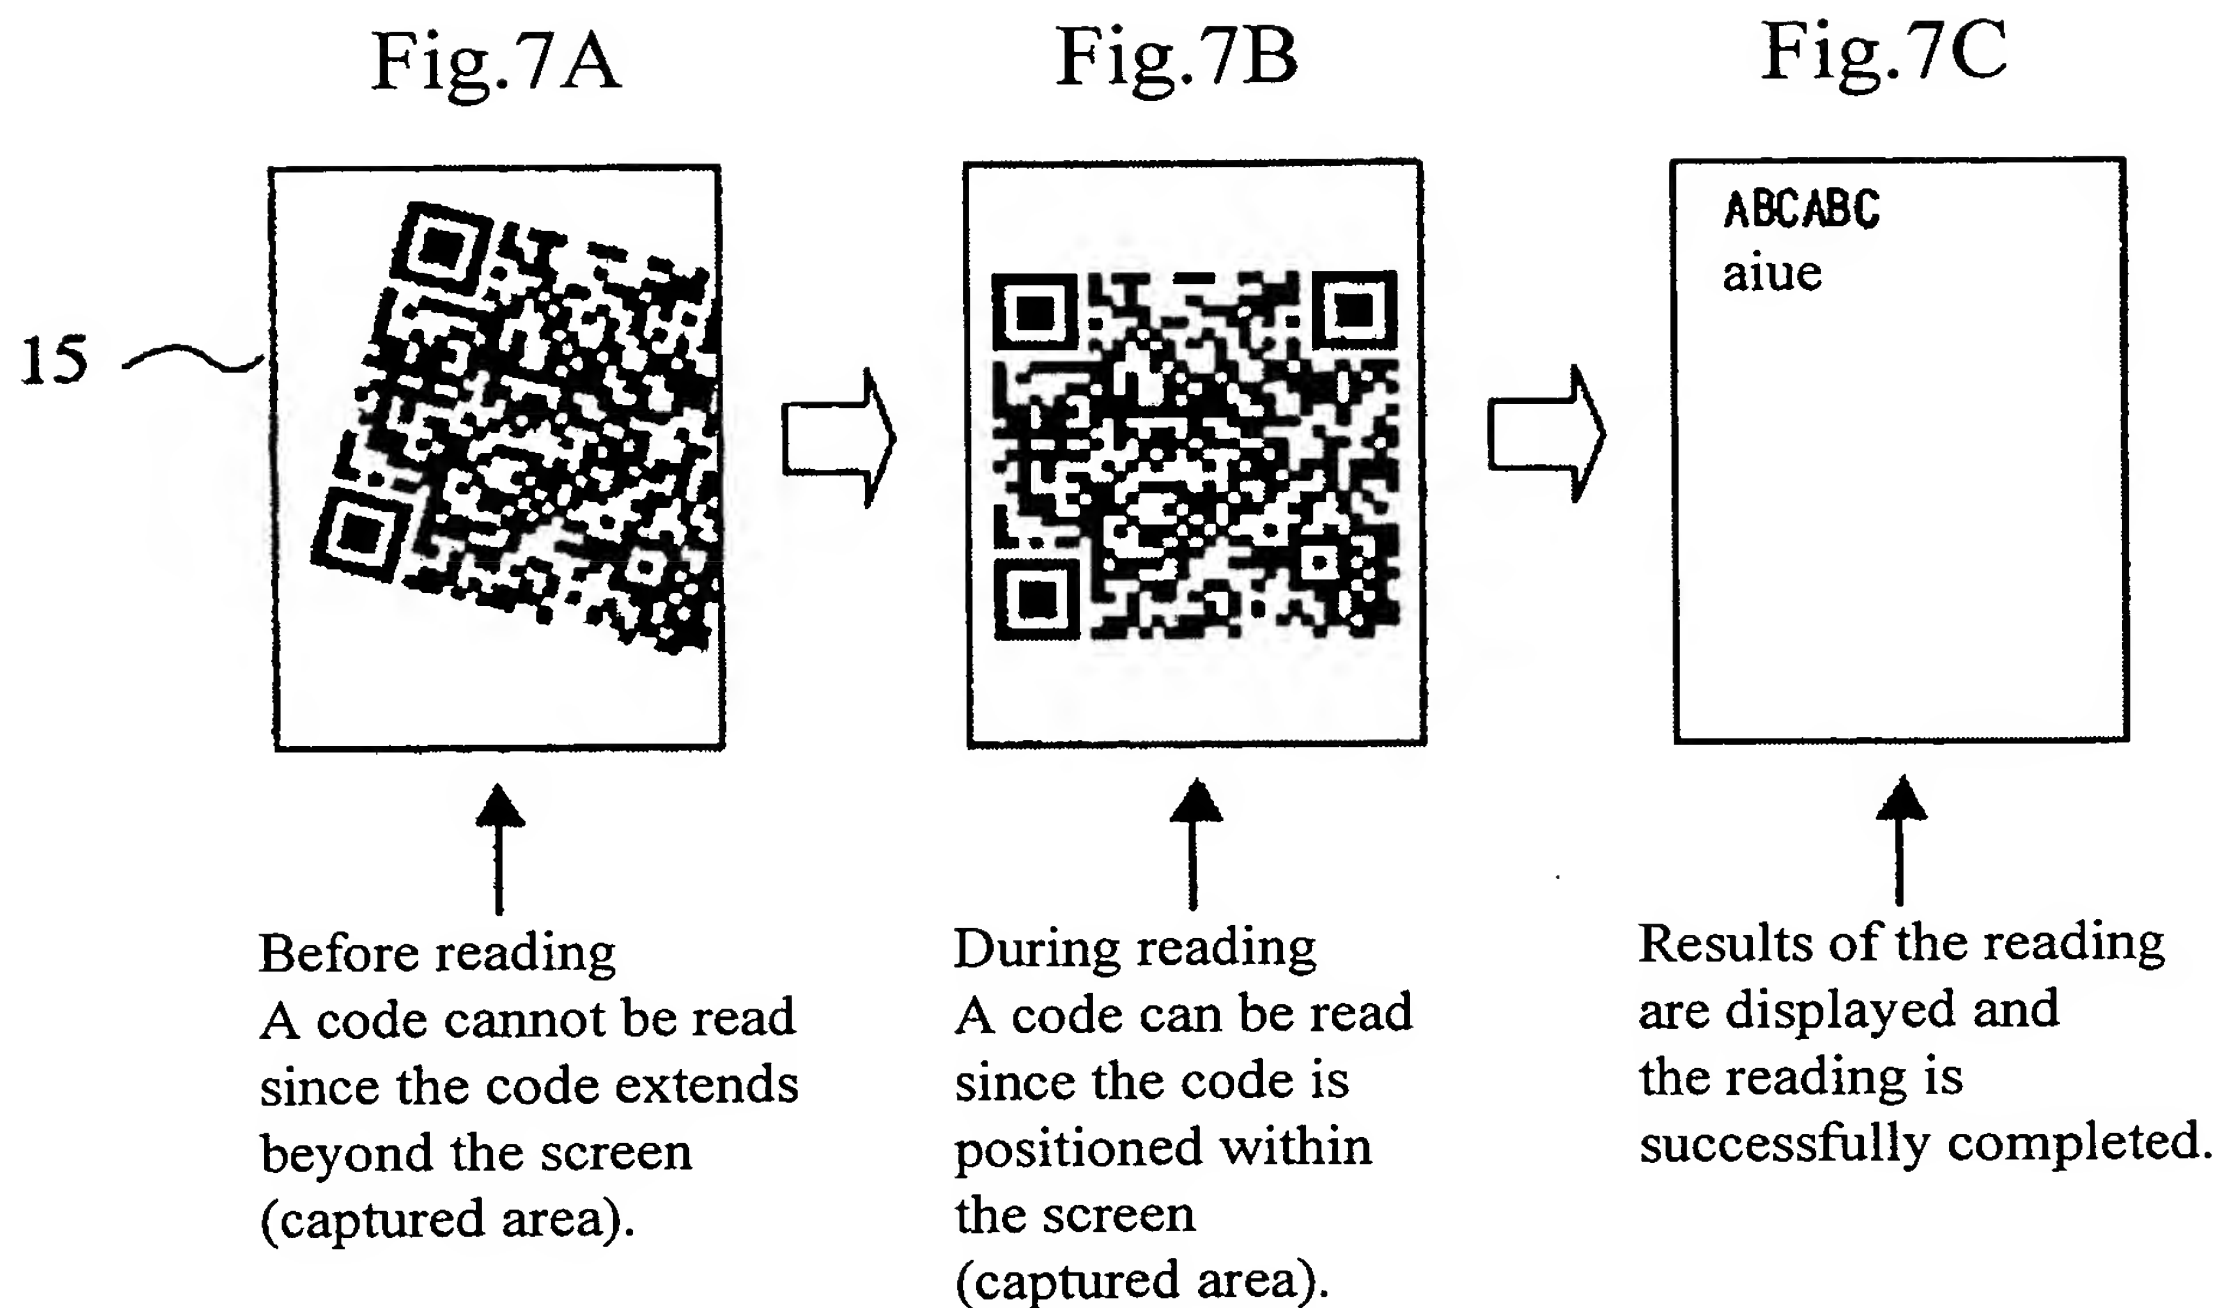 Fig.7A
Fig.7B
Fig.7C
15
ABCABC
aiue
Before reading
A code cannot be read
since the code extends
beyond the screen
(captured area).
During reading
A code can be read
since the code is
positioned within
the screen
(captured area).
Results of the reading
are displayed and
the reading is
successfully completed.